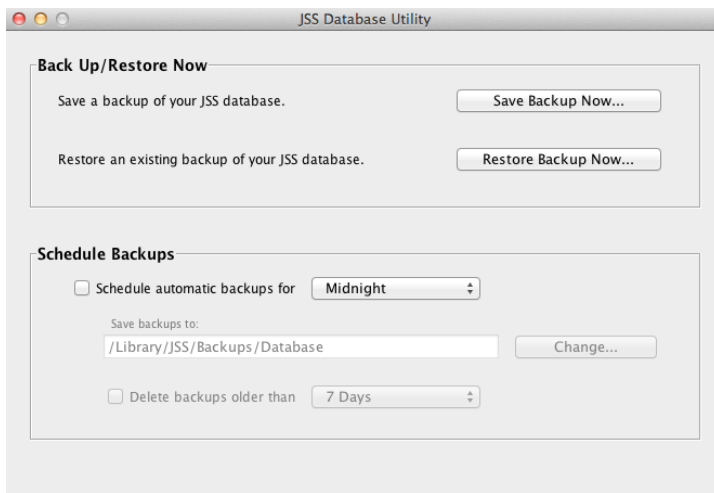 JSS Database Utility
Back Up/Restore Now
Save a backup of your JSS database.
Save Backup Now...
Restore an existing backup of your JSS database.
Restore Backup Now...
Schedule Backups
Schedule automatic backups for
Midnight
Save backups to:
/Library/JSS/Backups/Database
Change...
Delete backups older than
7 Days